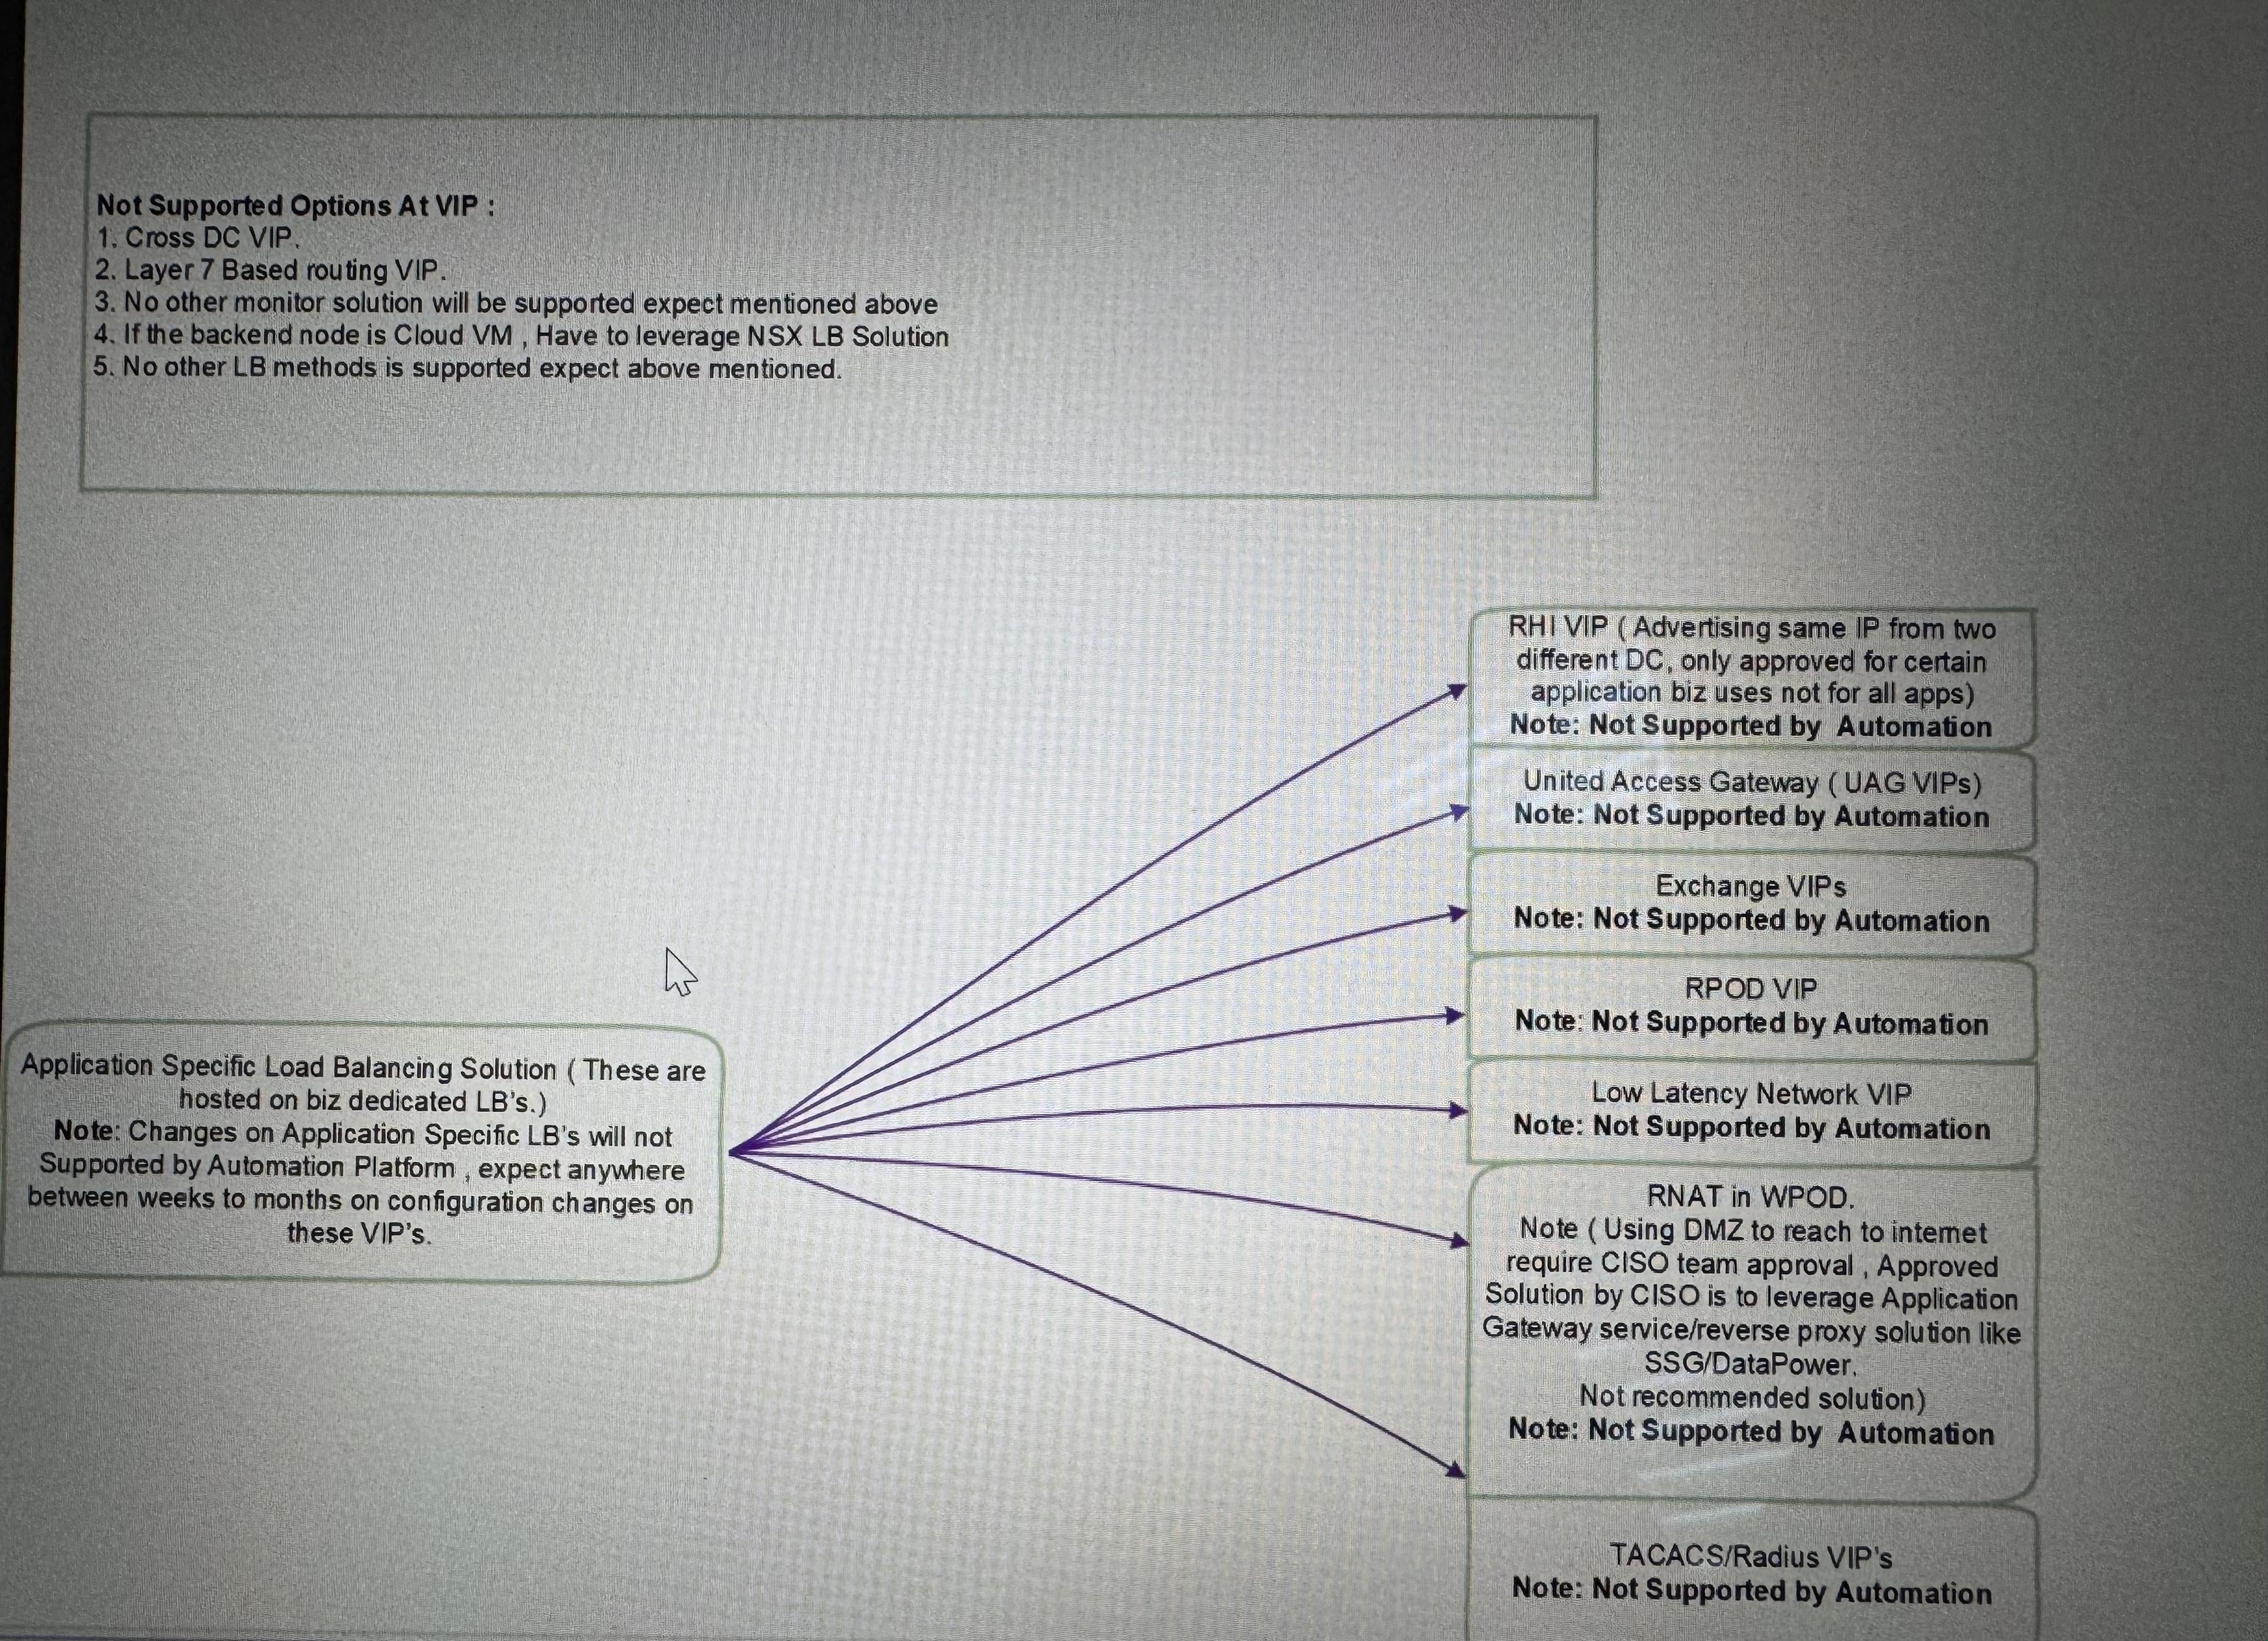 Not Supported Options At VIP :
1. Cross DC VIP.
2. Layer 7 Based routing VIP.
3. No other monitor solution will be supported expect mentioned above
4. If the backend node is Cloud VM , Have to leverage NSX LB Solution
5. No other LB methods is supported expect above mentioned.
Application Specific Load Balancing Solution ( These are
hosted on biz dedicated LB's.)
Note: Changes on Application Specific LB's will not
Supported by Automation Platform , expect anywhere
between weeks to months on configuration changes on
these VIP's.
RHI VIP ( Advertising same IP from two
different DC, only approved for certain
application biz uses not for all apps)
Note: Not Supported by Automation
United Access Gateway ( UAG VIPs)
Note: Not Supported by Automation
Exchange VIPs
Note: Not Supported by Automation
RPOD VIP
Note: Not Supported by Automation
Low Latency Network VIP
Note: Not Supported by Automation
RNAT in WPOD.
Note ( Using DMZ to reach to internet
require CISO team approval , Approved
Solution by CISO is to leverage Application
Gateway service/reverse proxy solution like
SSG/DataPower.
Not recommended solution)
Note: Not Supported by Automation
TACACS/Radius VIP's
Note: Not Supported by Automation